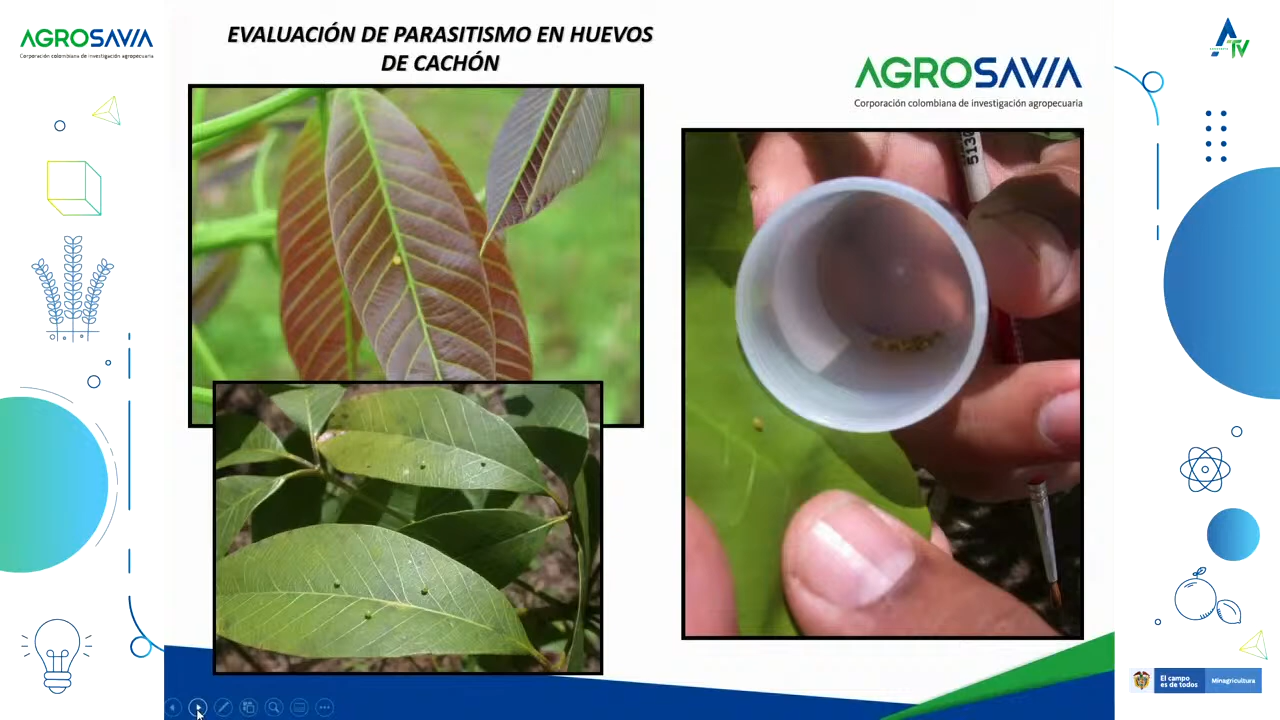 AGROSAVIA
Corporación colombiana de investigación agropecuaria
EVALUACIÓN DE PARASITISMO EN HUEVOS
DE CACHÓN
AGROSAVIA
Corporación colombiana de investigación agropecuaria
TV
5130
El campo
es de todos
Minagricultura